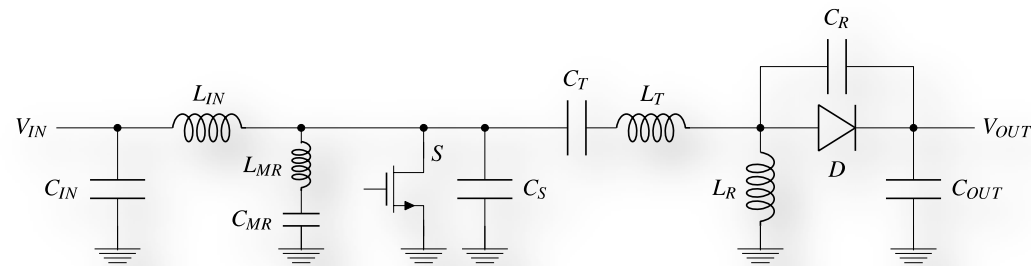 C_R
L_IN
C_T
L_T
V_IN
V_OUT
S
D
L_MR
C_IN
C_S
L_R
C_OUT
C_MR